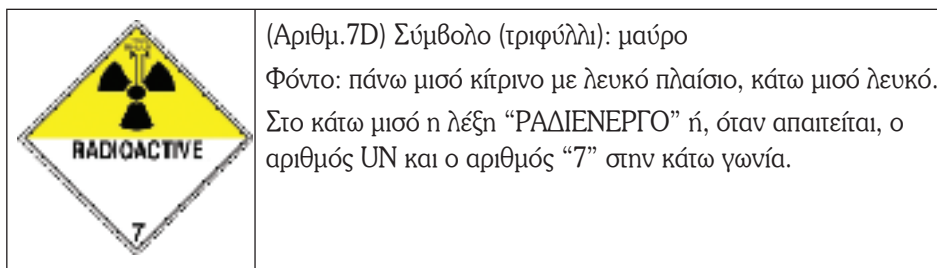 RADIOACTIVE
7
(Αριθμ.7D) Σύμβολο (τριφύλλι): μαύρο
Φόντο: πάνω μισό κίτρινο με λευκό πλαίσιο, κάτω μισό λευκό.
Στο κάτω μισό η λέξη “ΡΑΔΙΕΝΕΡΓΟ” ή, όταν απαιτείται, ο
αριθμός UN και ο αριθμός “7” στην κάτω γωνία.